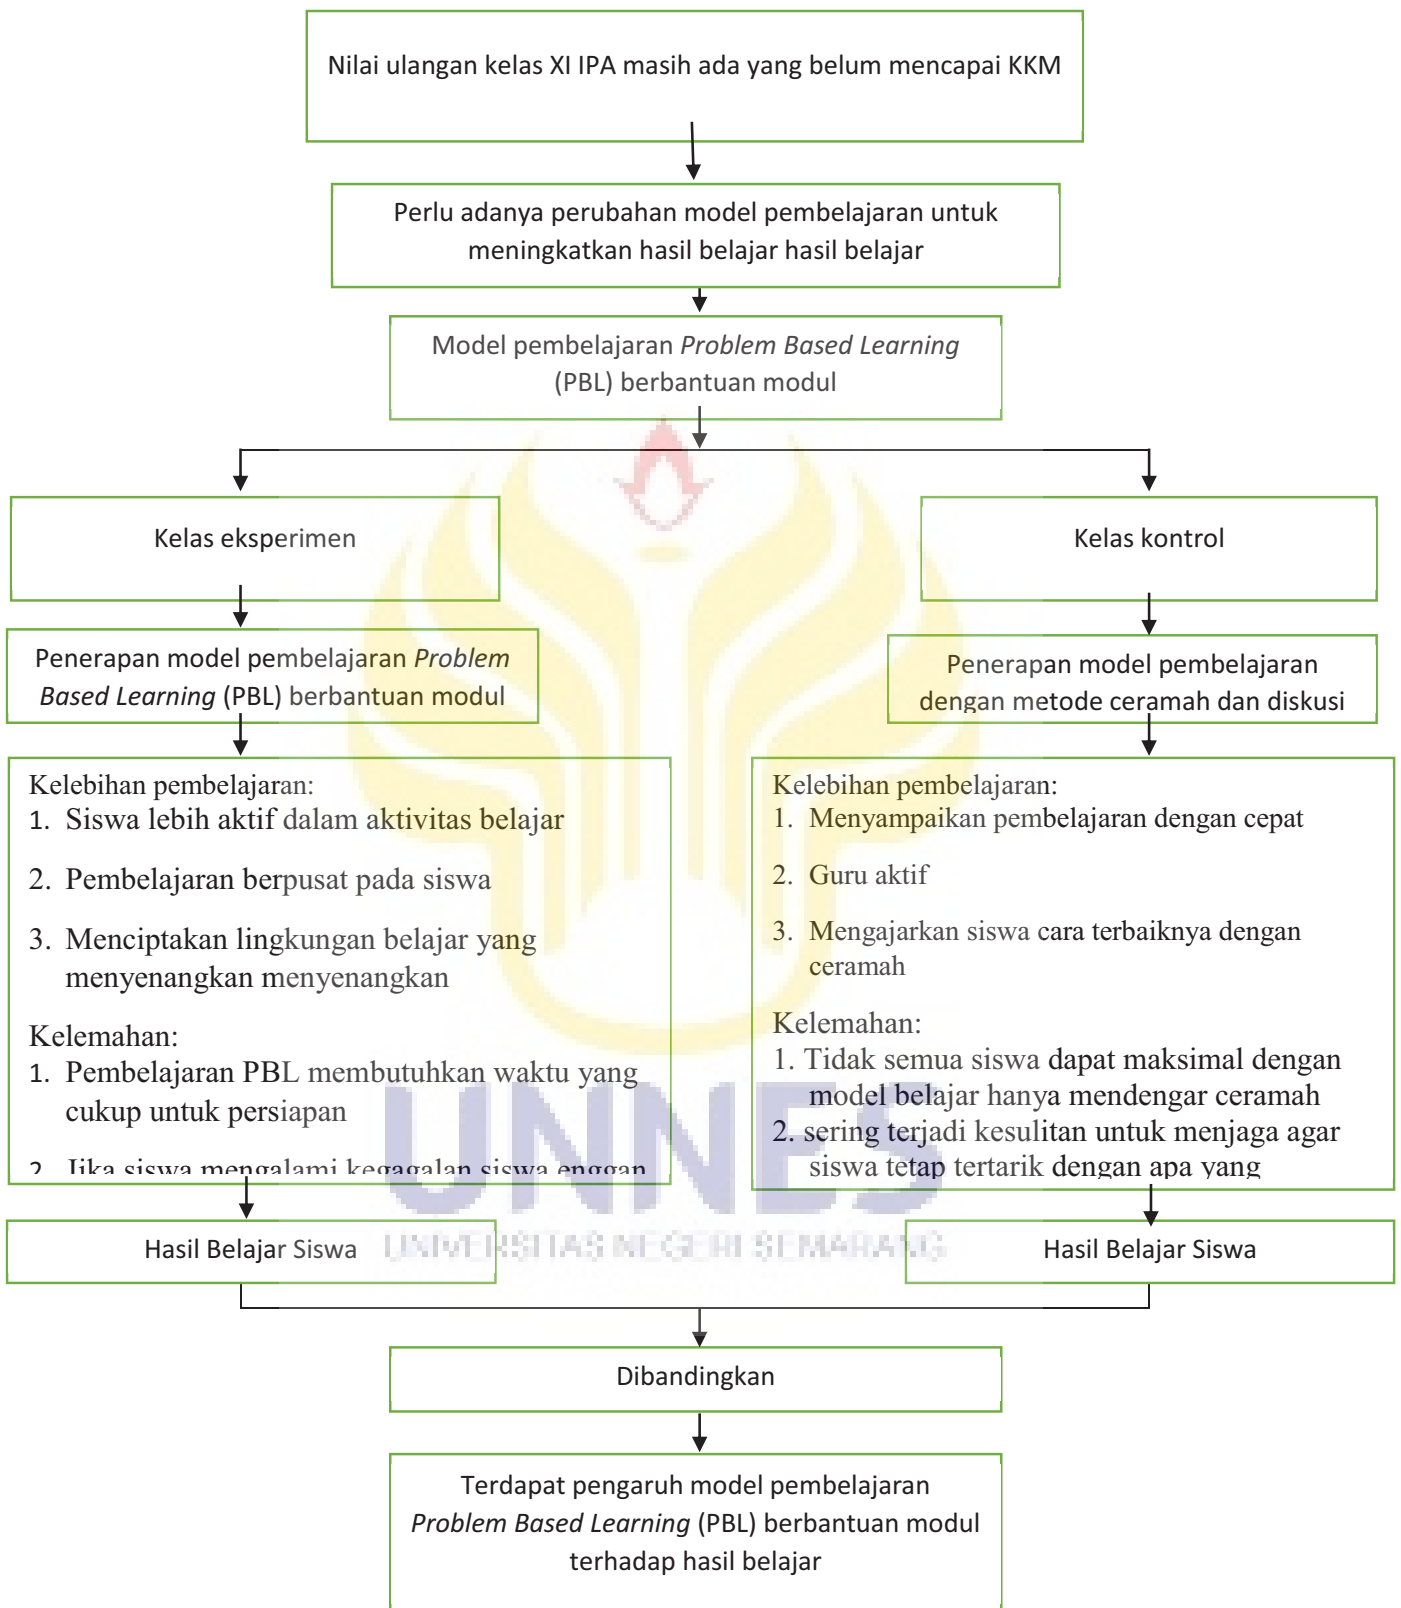 Nilai ulangan kelas XI IPA masih ada yang belum mencapai KKM
Perlu adanya perubahan model pembelajaran untuk
meningkatkan hasil belajar hasil belajar
Model pembelajaran Problem Based Learning
(PBL) berbantuan modul
Kelas eksperimen
Kelas kontrol
Penerapan model pembelajaran Problem
Based Learning (PBL) berbantuan modul
Penerapan model pembelajaran
dengan metode ceramah dan diskusi
Kelebihan pembelajaran:
1. Siswa lebih aktif dalam aktivitas belajar
2. Pembelajaran berpusat pada siswa
3. Menciptakan lingkungan belajar yang
menyenangkan menyenangkan
Kelemahan:
1. Pembelajaran PBL membutuhkan waktu yang
cukup untuk persiapan
2. Jika siswa mengalami kegagalan siswa enggan
Kelebihan pembelajaran:
1. Menyampaikan pembelajaran dengan cepat
2. Guru aktif
3. Mengajarkan siswa cara terbaiknya dengan
ceramah
Kelemahan:
1. Tidak semua siswa dapat maksimal dengan
model belajar hanya mendengar ceramah
2. sering terjadi kesulitan untuk menjaga agar
siswa tetap tertarik dengan apa yang
UNNES
UNIVERSITAS NEGERI SEMARANG
Hasil Belajar Siswa
Hasil Belajar Siswa
Dibandingkan
Terdapat pengaruh model pembelajaran
Problem Based Learning (PBL) berbantuan modul
terhadap hasil belajar